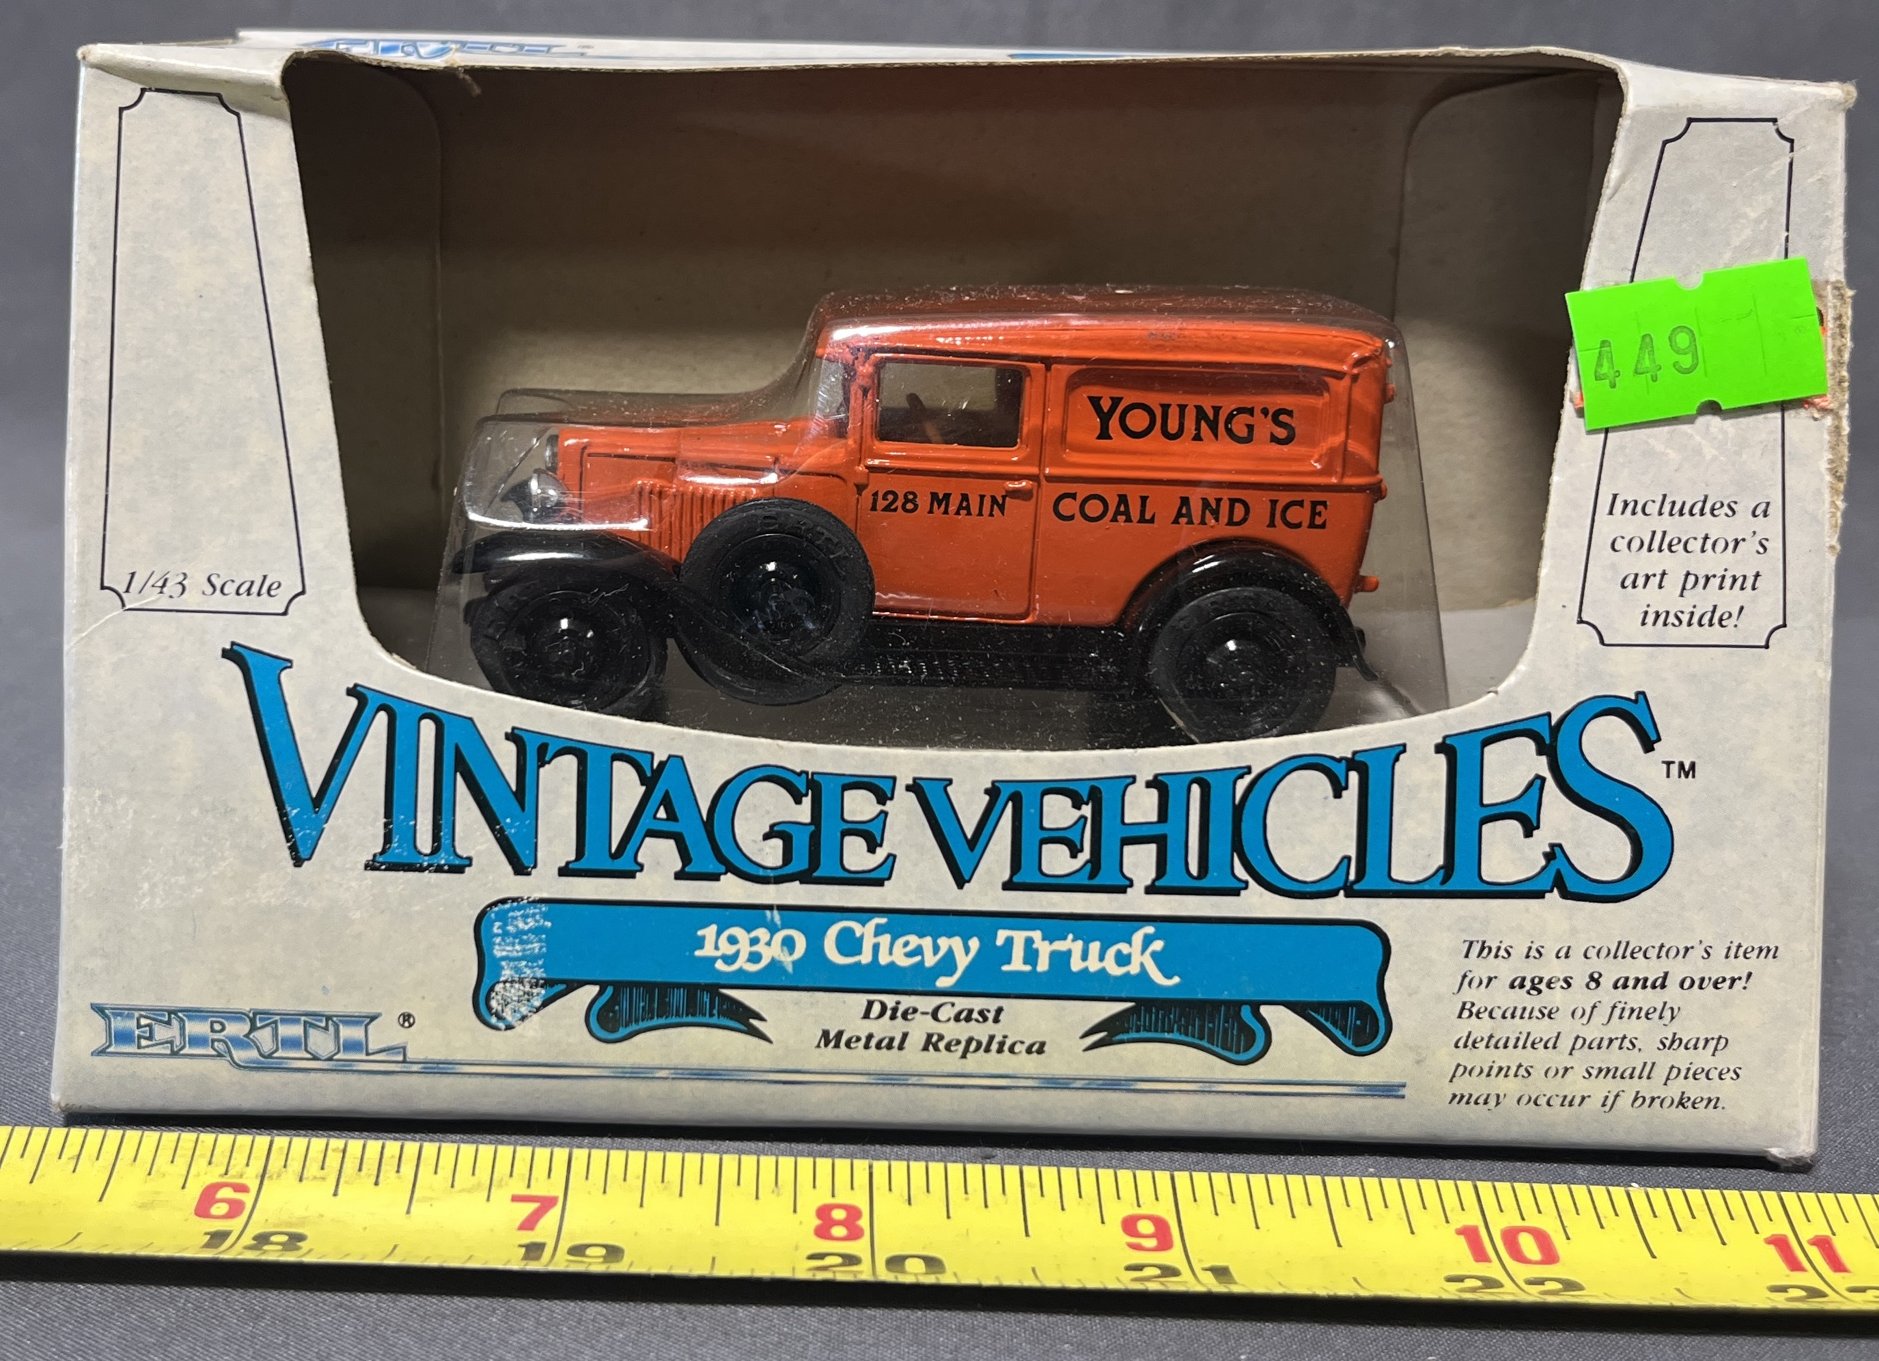 449
YOUNG'S
128 MAIN COAL AND ICE
1/43 Scale
Includes a
collector's
art print
inside!
VINTAGE VEHICLES™
1930 Chevy Truck
Die-Cast
Metal Replica
ERTL®
This is a collector's item
for ages 8 and over!
Because of finely
detailed parts, sharp
points or small pieces
may occur if broken.
6 7 8 9 10 11
18 19 20 21 22